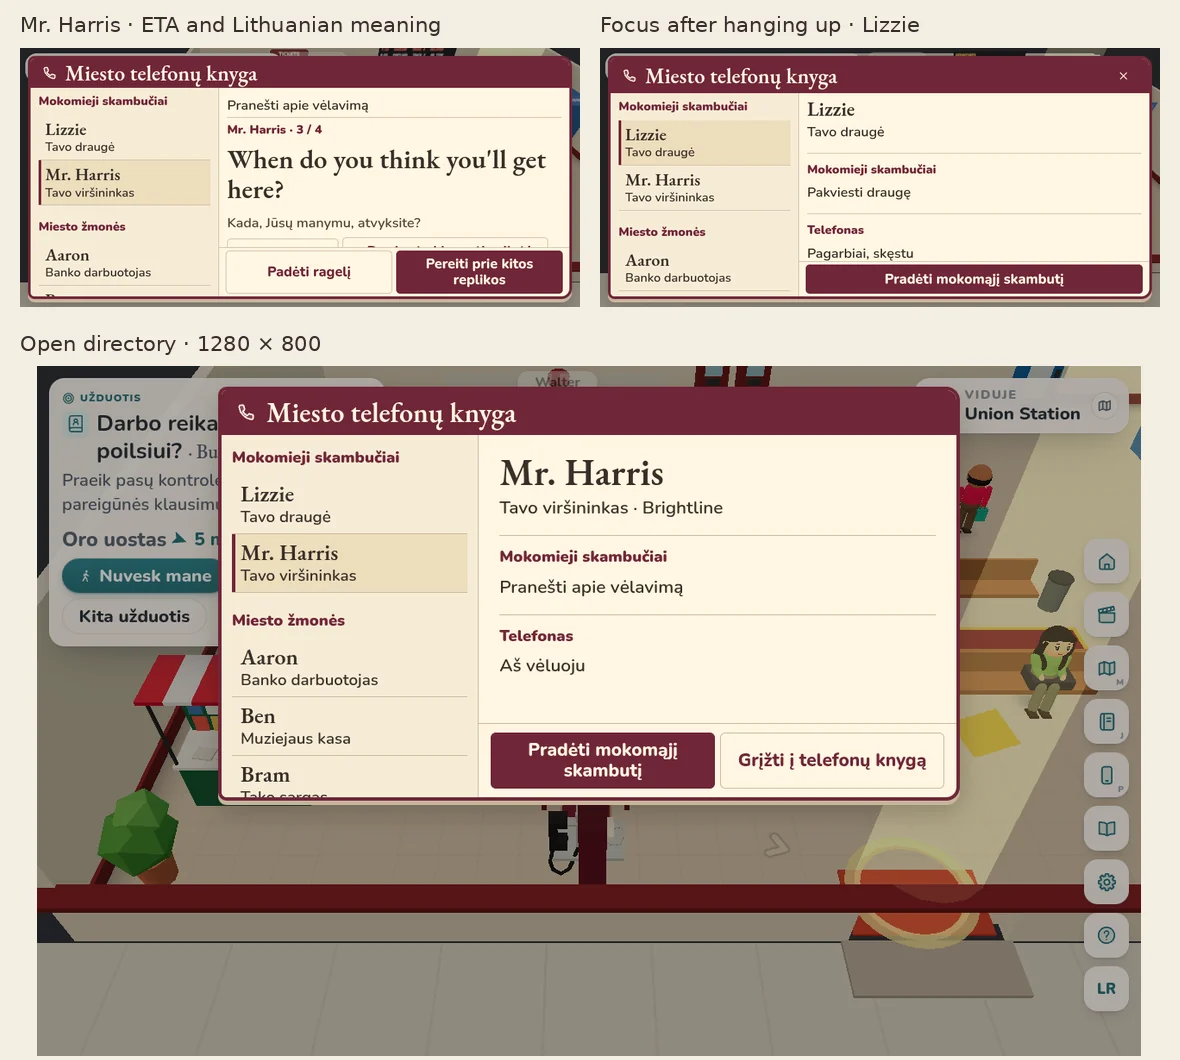 Mr. Harris · ETA and Lithuanian meaning
TICKETS
Miesto telefonų knyga
Mokomieji skambučiai
Lizzie
Tavo draugė
Mr. Harris
Tavo viršininkas
Miesto žmonės
Aaron
Banko darbuotojas
Pranešti apie vėlavimą
Mr. Harris · 3 / 4
When do you think you'll get
here?
Kada, Jūsų manymu, atvyksite?
Padėti ragelį
Pereiti prie kitos
replikos
Focus after hanging up · Lizzie
Miesto telefonų knyga
×
Mokomieji skambučiai
Lizzie
Tavo draugė
Mr. Harris
Tavo viršininkas
Miesto žmonės
Aaron
Banko darbuotojas
Lizzie
Tavo draugė
Mokomieji skambučiai
Pakviesti draugę
Telefonas
Pagarbiai, skęstu
Pradėti mokomąjį skambutį
Open directory · 1280 × 800
UŽDUOTIS
Darbo reika
poilsiui? · Bu
Praeik pasų kontrol
pareigūnės klausim
Oro uostas 5 m
Nuvesk mane
Kita užduotis
Walter
VIDUJE
Union Station
Miesto telefonų knyga
Mokomieji skambučiai
Lizzie
Tavo draugė
Mr. Harris
Tavo viršininkas
Miesto žmonės
Aaron
Banko darbuotojas
Ben
Muziejaus kasa
Bram
Tako sargas
Mr. Harris
Tavo viršininkas · Brightline
Mokomieji skambučiai
Pranešti apie vėlavimą
Telefonas
Aš vėluoju
Pradėti mokomąjį
skambutį
Grįžti į telefonų knygą
M
J
P
LR